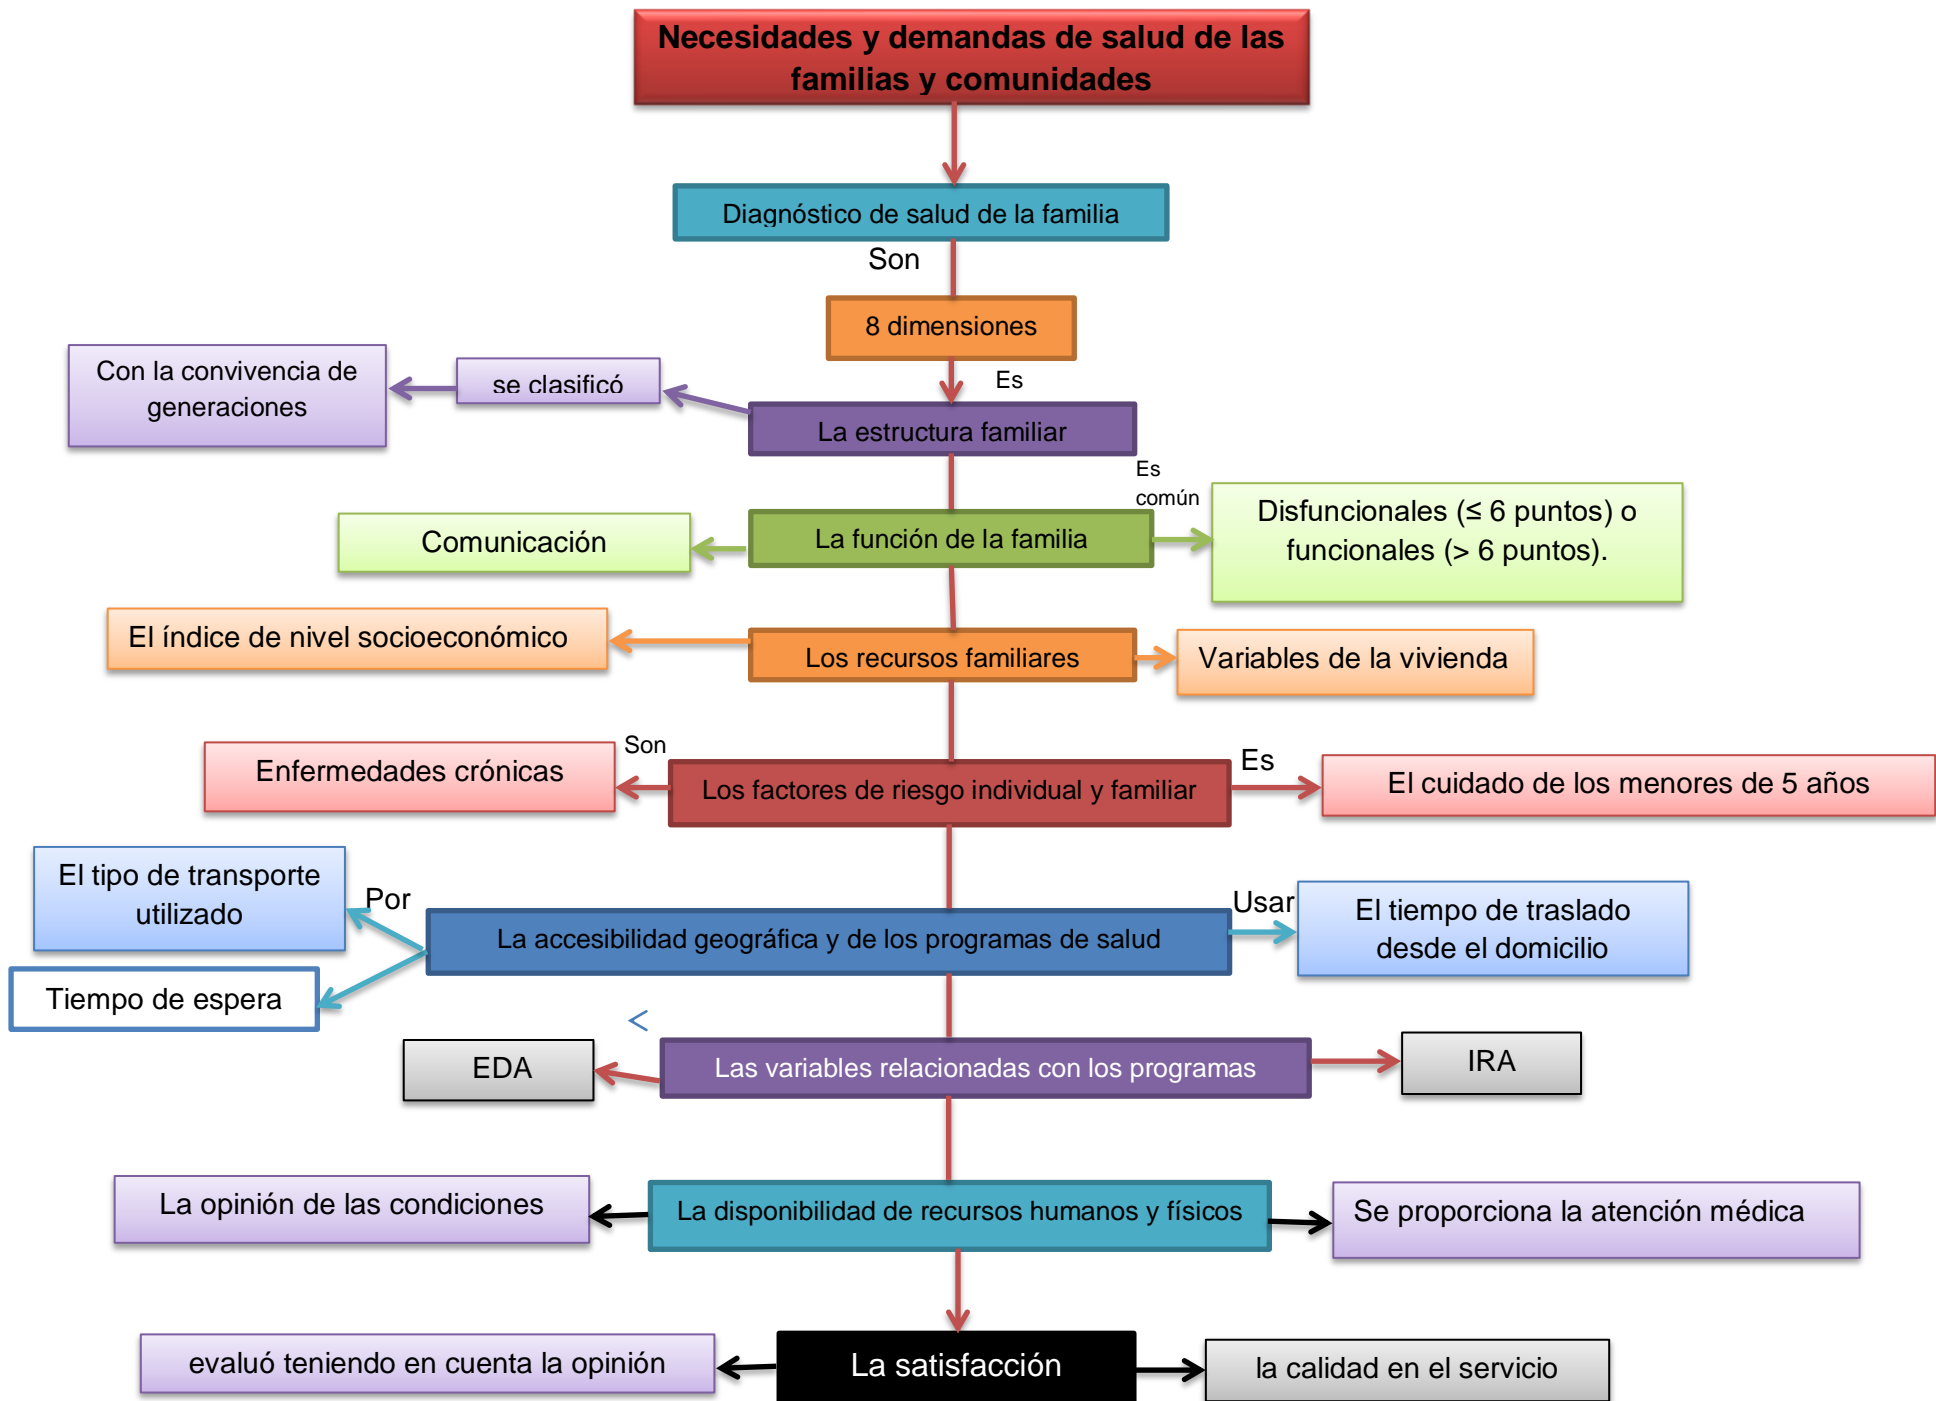 Necesidades y demandas de salud de las
familias y comunidades
Diagnóstico de salud de la familia
Son
8 dimensiones
Es
Con la convivencia de
generaciones
se clasificó
La estructura familiar
Es
común
Comunicación
La función de la familia
Disfuncionales (≤ 6 puntos) o
funcionales (> 6 puntos).
El índice de nivel socioeconómico
Los recursos familiares
Variables de la vivienda
Enfermedades crónicas
Son
Los factores de riesgo individual y familiar
Es
El cuidado de los menores de 5 años
El tipo de transporte
utilizado
Por
La accesibilidad geográfica y de los programas de salud
Usar
El tiempo de traslado
desde el domicilio
Tiempo de espera
EDA
Las variables relacionadas con los programas
IRA
La opinión de las condiciones
La disponibilidad de recursos humanos y físicos
Se proporciona la atención médica
evaluó teniendo en cuenta la opinión
La satisfacción
la calidad en el servicio